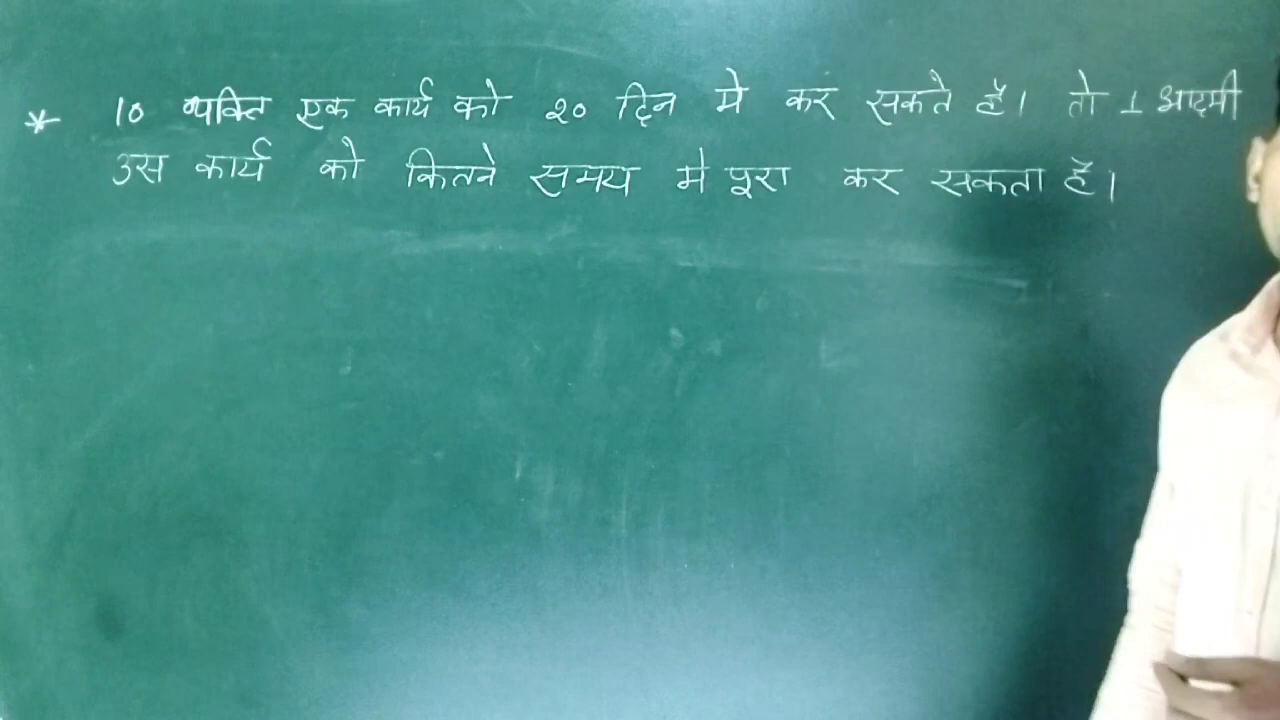 * 10 व्यक्ति एक कार्य को 20 दिन मे कर सकते है। तो 1 आदमी
उस कार्य को कितने समय मे पूरा कर सकता है।